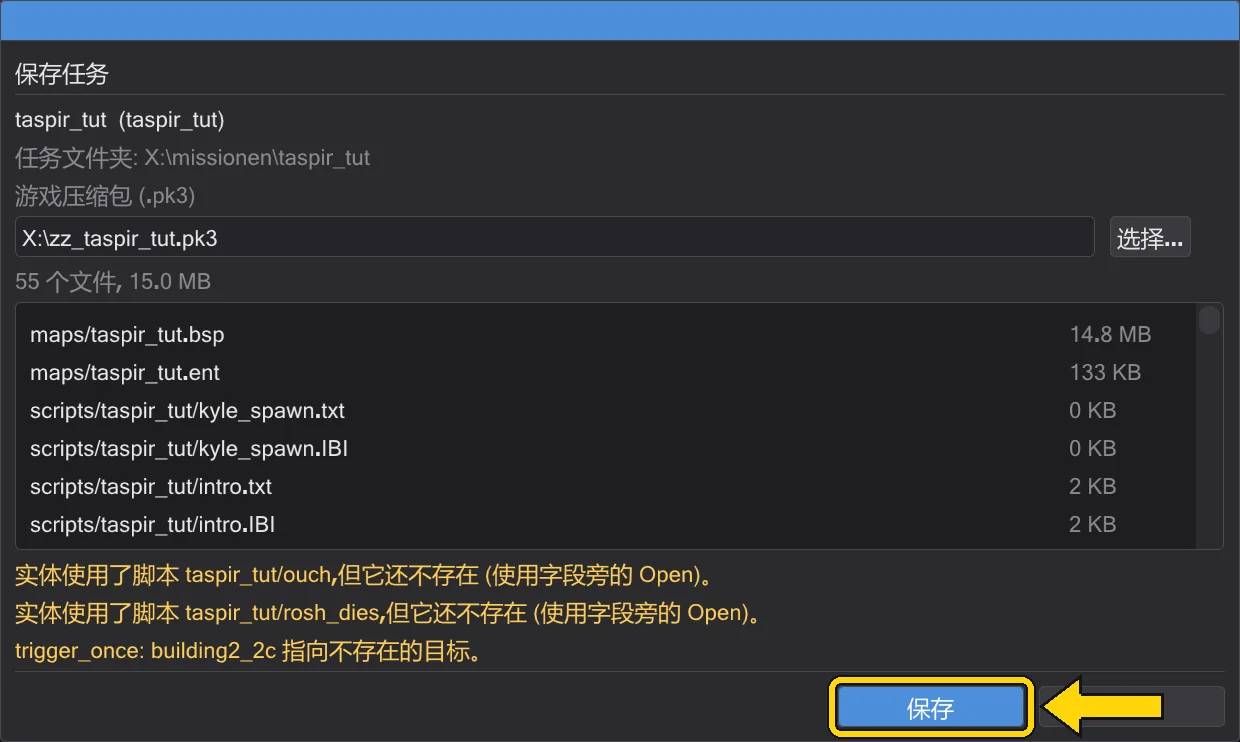 保存任务
taspir_tut (taspir_tut)
任务文件夹: X:\missionen\taspir_tut
游戏压缩包 (.pk3)
X:\zz_taspir_tut.pk3 选择...
55 个文件, 15.0 MB
maps/taspir_tut.bsp 14.8 MB
maps/taspir_tut.ent 133 KB
scripts/taspir_tut/kyle_spawn.txt 0 KB
scripts/taspir_tut/kyle_spawn.IBI 0 KB
scripts/taspir_tut/intro.txt 2 KB
scripts/taspir_tut/intro.IBI 2 KB
实体使用了脚本 taspir_tut/ouch,但它还不存在 (使用字段旁的 Open)。
实体使用了脚本 taspir_tut/rosh_dies,但它还不存在 (使用字段旁的 Open)。
trigger_once: building2_2c 指向不存在的目标。
保存